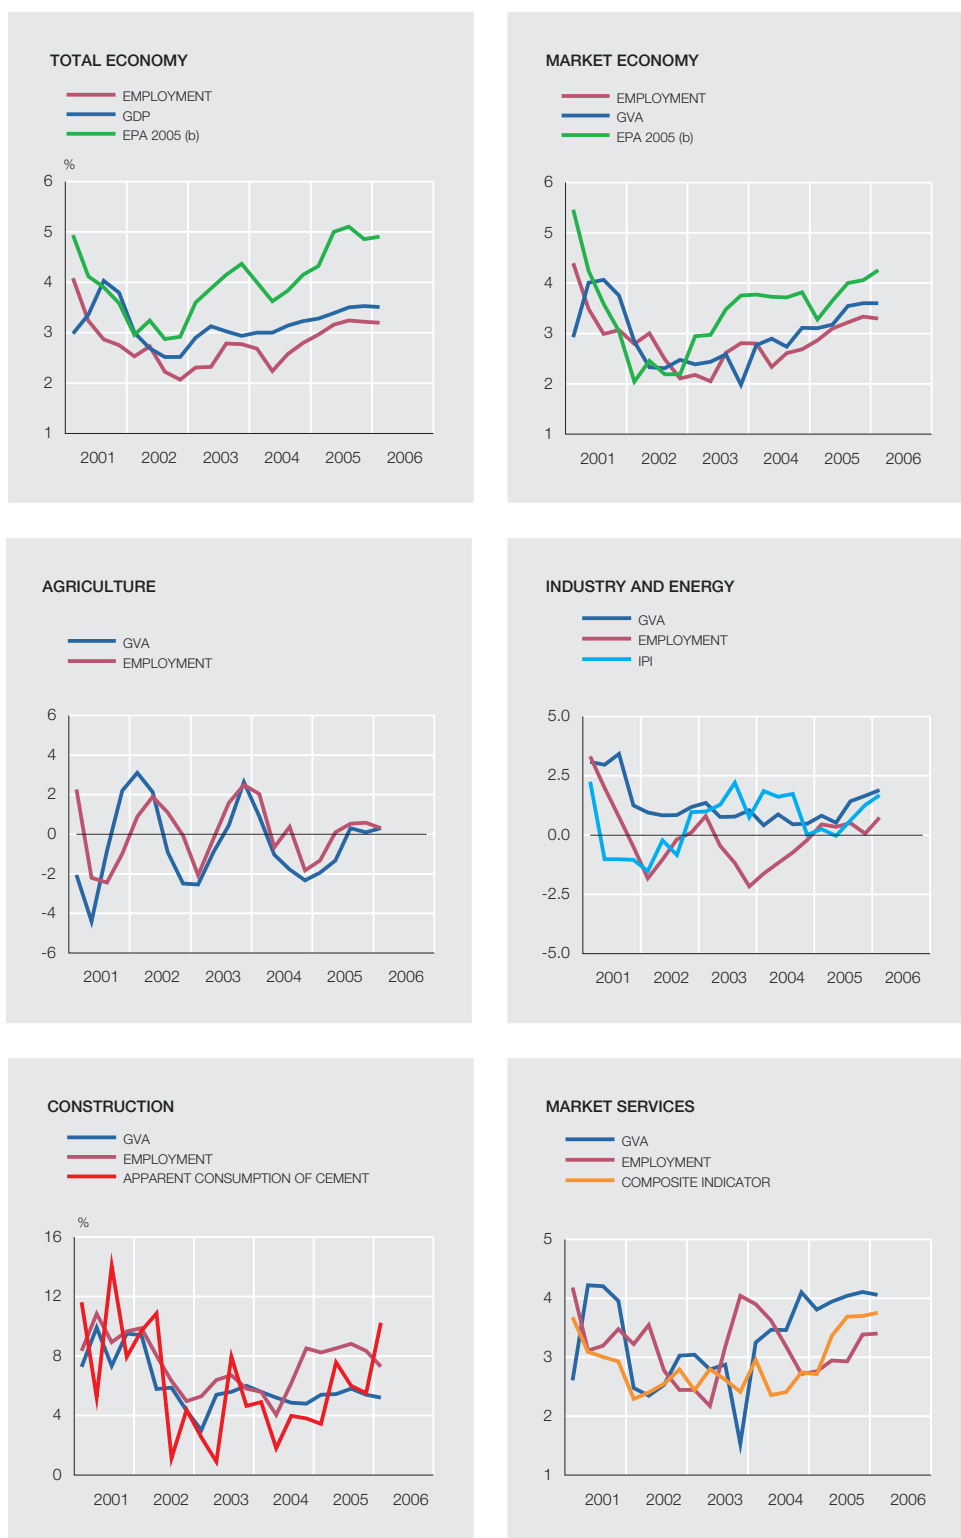 TOTAL ECONOMY
EMPLOYMENT
GDP
EPA 2005 (b)
%
6
5
4
3
2
1
2001 2002 2003 2004 2005 2006
MARKET ECONOMY
EMPLOYMENT
GVA
EPA 2005 (b)
6
5
4
3
2
1
2001 2002 2003 2004 2005 2006
AGRICULTURE
GVA
EMPLOYMENT
6
4
2
0
-2
-4
-6
2001 2002 2003 2004 2005 2006
INDUSTRY AND ENERGY
GVA
EMPLOYMENT
IPI
5.0
2.5
0.0
-2.5
-5.0
2001 2002 2003 2004 2005 2006
CONSTRUCTION
GVA
EMPLOYMENT
APPARENT CONSUMPTION OF CEMENT
%
16
12
8
4
0
2001 2002 2003 2004 2005 2006
MARKET SERVICES
GVA
EMPLOYMENT
COMPOSITE INDICATOR
5
4
3
2
1
2001 2002 2003 2004 2005 2006